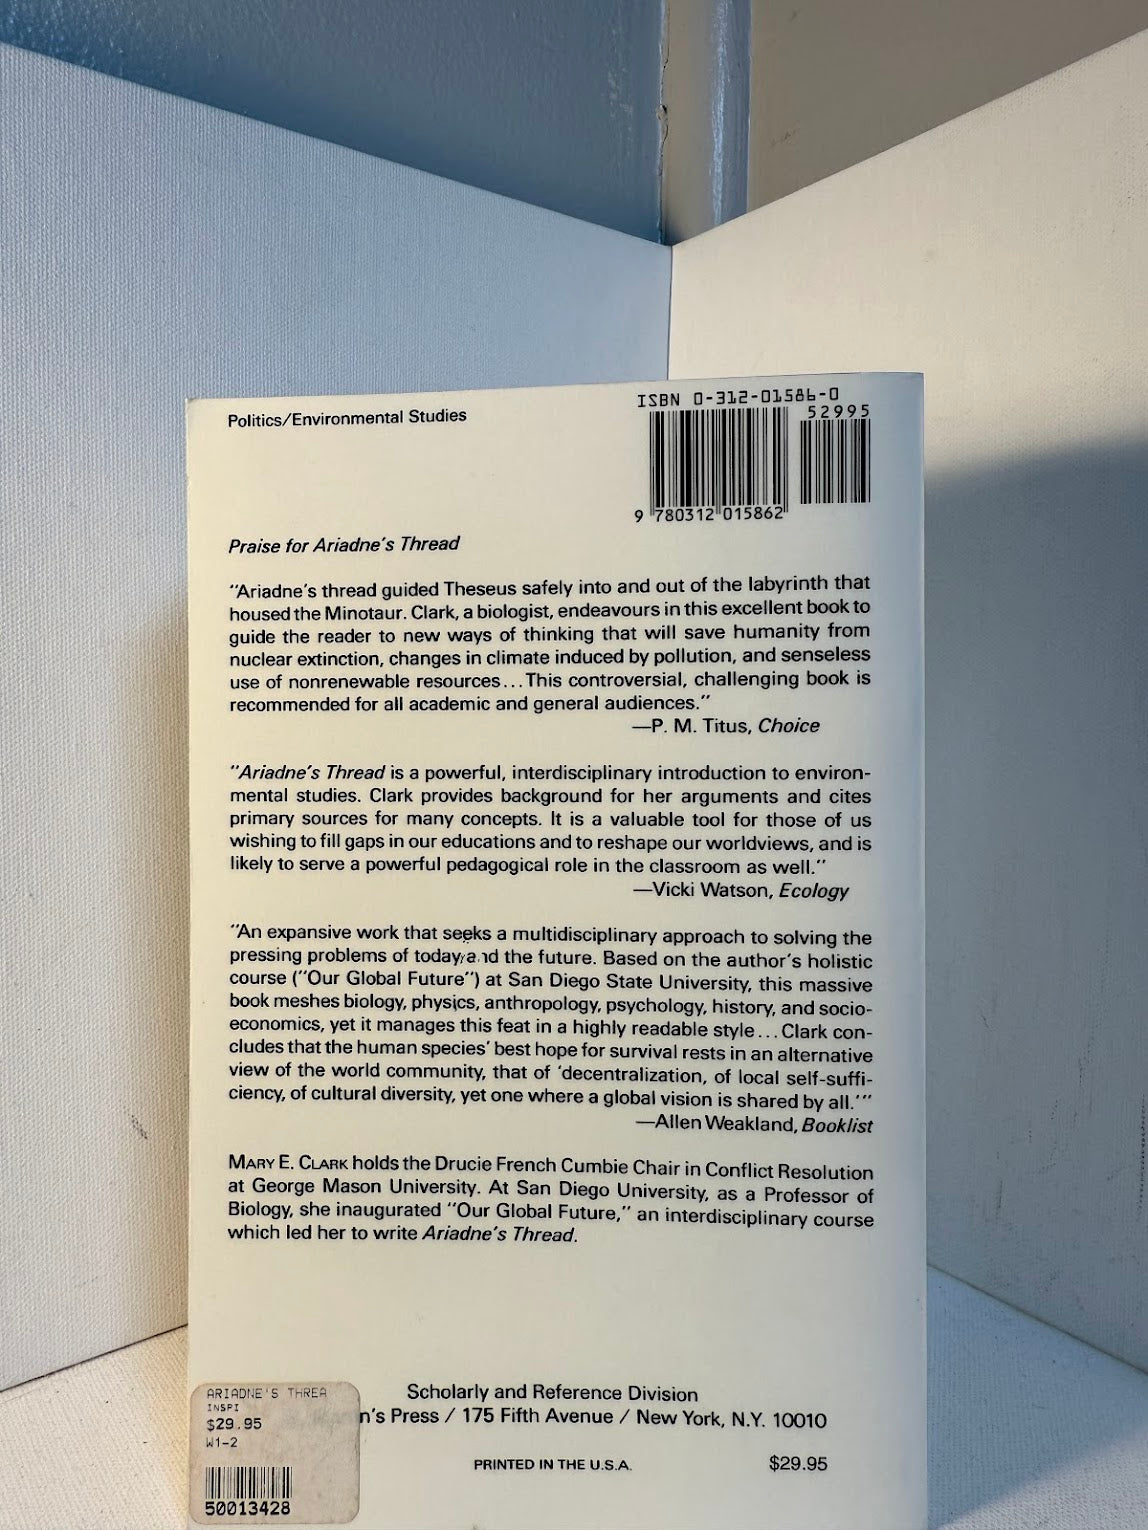 Politics/Environmental Studies
ISBN 0-312-01586-0
52995
9 780312 015862
Praise for Ariadne's Thread
"Ariadne's thread guided Theseus safely into and out of the labyrinth that
housed the Minotaur. Clark, a biologist, endeavours in this excellent book to
guide the reader to new ways of thinking that will save humanity from
nuclear extinction, changes in climate induced by pollution, and senseless
use of nonrenewable resources...This controversial, challenging book is
recommended for all academic and general audiences."
—P. M. Titus, Choice
"Ariadne's Thread is a powerful, interdisciplinary introduction to environ-
mental studies. Clark provides background for her arguments and cites
primary sources for many concepts. It is a valuable tool for those of us
wishing to fill gaps in our educations and to reshape our worldviews, and is
likely to serve a powerful pedagogical role in the classroom as well."
—Vicki Watson, Ecology
"An expansive work that seeks a multidisciplinary approach to solving the
pressing problems of today and the future. Based on the author's holistic
course ("Our Global Future") at San Diego State University, this massive
book meshes biology, physics, anthropology, psychology, history, and socio-
economics, yet it manages this feat in a highly readable style...Clark con-
cludes that the human species' best hope for survival rests in an alternative
view of the world community, that of 'decentralization, of local self-suffi-
ciency, of cultural diversity, yet one where a global vision is shared by all.'"
—Allen Weakland, Booklist
MARY E. CLARK holds the Drucie French Cumbie Chair in Conflict Resolution
at George Mason University. At San Diego University, as a Professor of
Biology, she inaugurated "Our Global Future," an interdisciplinary course
which led her to write Ariadne's Thread.
Scholarly and Reference Division
n's Press / 175 Fifth Avenue / New York, N.Y. 10010
PRINTED IN THE U.S.A.
$29.95
ARIADNE'S THREA
INSPI
$29.95
W1-2
50013428